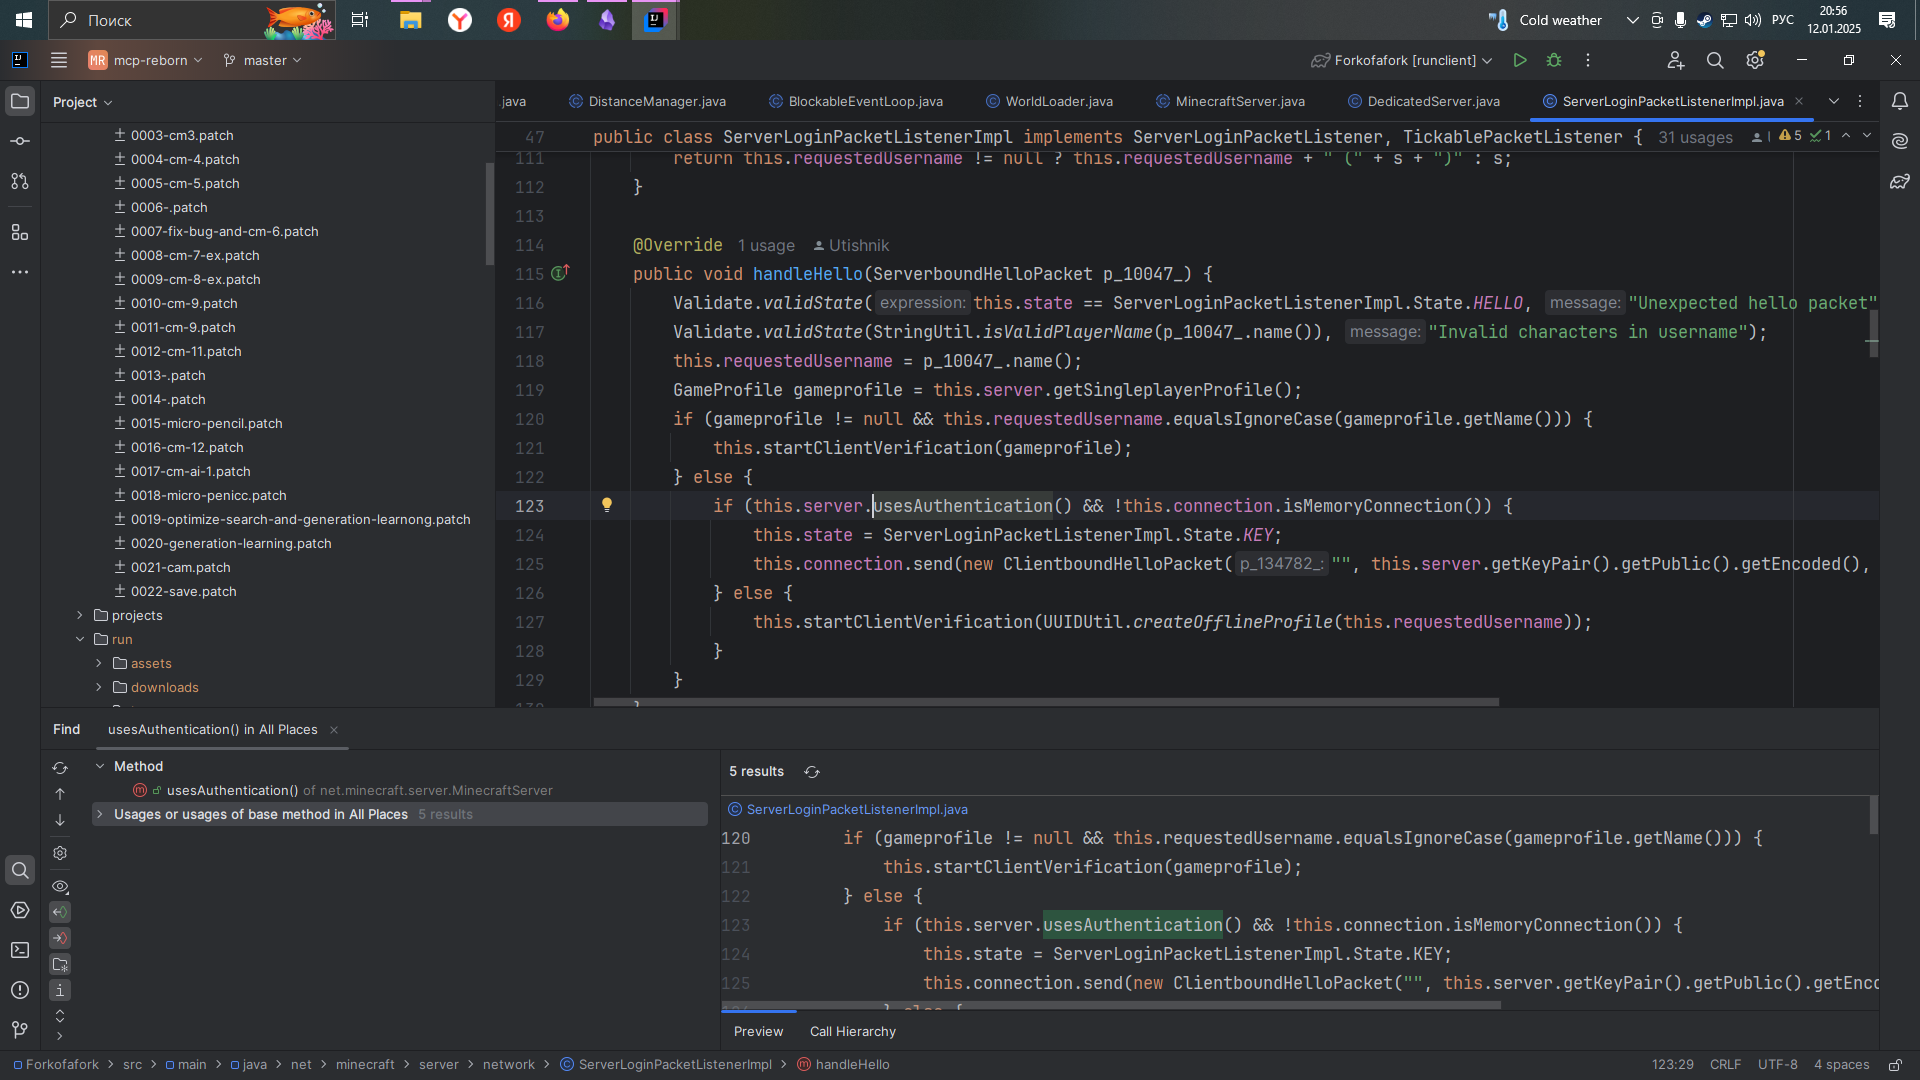 Поиск
Cold weather
РУС
20:56
12.01.2025
MR mcp-reborn
master
Forkofafork [runclient]
Project
.java
DistanceManager.java
BlockableEventLoop.java
WorldLoader.java
MinecraftServer.java
DedicatedServer.java
ServerLoginPacketListenerImpl.java
0003-cm3.patch
0004-cm-4.patch
0005-cm-5.patch
0006-.patch
0007-fix-bug-and-cm-6.patch
0008-cm-7-ex.patch
0009-cm-8-ex.patch
0010-cm-9.patch
0011-cm-9.patch
0012-cm-11.patch
0013-.patch
0014-.patch
0015-micro-pencil.patch
0016-cm-12.patch
0017-cm-ai-1.patch
0018-micro-penicc.patch
0019-optimize-search-and-generation-learnong.patch
0020-generation-learning.patch
0021-cam.patch
0022-save.patch
projects
run
assets
downloads
47 public class ServerLoginPacketListenerImpl implements ServerLoginPacketListener, TickablePacketListener { 31 usages 5 1
111 return this.requestedUsername != null ? this.requestedUsername + " (" + s + ")" : s;
112 }
113
114 @Override 1 usage Utishnik
115 public void handleHello(ServerboundHelloPacket p_10047_) {
116 Validate.validState( expression: this.state == ServerLoginPacketListenerImpl.State.HELLO, message: "Unexpected hello packet"
117 Validate.validState(StringUtil.isValidPlayerName(p_10047_.name()), message: "Invalid characters in username");
118 this.requestedUsername = p_10047_.name();
119 GameProfile gameprofile = this.server.getSingleplayerProfile();
120 if (gameprofile != null && this.requestedUsername.equalsIgnoreCase(gameprofile.getName())) {
121 this.startClientVerification(gameprofile);
122 } else {
123 if (this.server.usesAuthentication() && !this.connection.isMemoryConnection()) {
124 this.state = ServerLoginPacketListenerImpl.State.KEY;
125 this.connection.send(new ClientboundHelloPacket( p_134782_: "", this.server.getKeyPair().getPublic().getEncoded(),
126 } else {
127 this.startClientVerification(UUIDUtil.createOfflineProfile(this.requestedUsername));
128 }
129 }
130 }
Find
usesAuthentication() in All Places
Method
usesAuthentication() of net.minecraft.server.MinecraftServer
Usages or usages of base method in All Places 5 results
5 results
ServerLoginPacketListenerImpl.java
120 if (gameprofile != null && this.requestedUsername.equalsIgnoreCase(gameprofile.getName())) {
121 this.startClientVerification(gameprofile);
122 } else {
123 if (this.server.usesAuthentication() && !this.connection.isMemoryConnection()) {
124 this.state = ServerLoginPacketListenerImpl.State.KEY;
125 this.connection.send(new ClientboundHelloPacket("", this.server.getKeyPair().getPublic().getEnco
126 } else {
Preview
Call Hierarchy
Forkofafork > src > main > java > net > minecraft > server > network > ServerLoginPacketListenerImpl > handleHello
123:29
CRLF
UTF-8
4 spaces